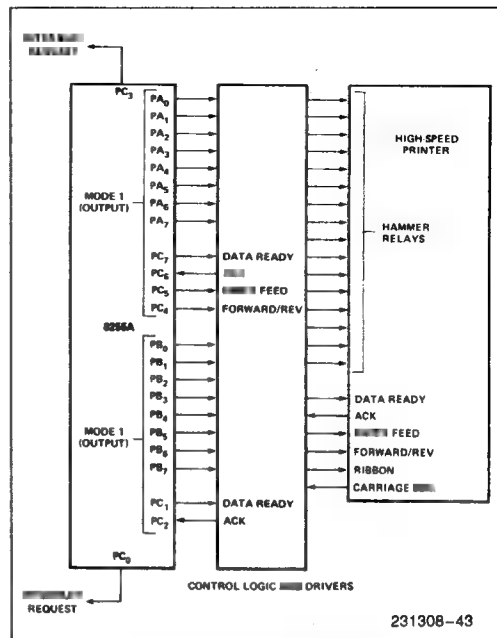 PC3
PA0
PA1
PA2
PA3
PA4
PA5
PA6
PA7
MODE 1
(OUTPUT)
PC7
PC6
PC5
PC4
8255A
PB0
PB1
PB2
PB3
PB4
PB5
PB6
PB7
MODE 1
(OUTPUT)
PC1
PC2
PC0
REQUEST
DATA READY
FEED
FORWARD/REV
DATA READY
ACK
CONTROL LOGIC DRIVERS
HIGH-SPEED
PRINTER
HAMMER
RELAYS
DATA READY
ACK
FEED
FORWARD/REV
RIBBON
CARRIAGE
231308-43